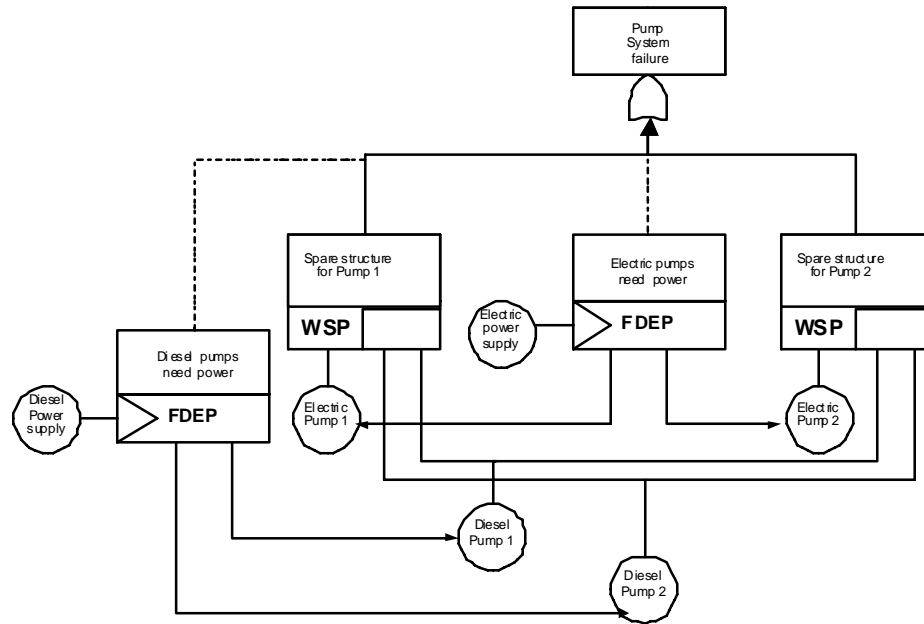 Pump
System
failure
Spare structure
for Pump 1
WSP
Electric pumps
need power
FDEP
Spare structure
for Pump 2
WSP
Electric
power
supply
Diesel pumps
need power
FDEP
Diesel
Power
supply
Electric
Pump 1
Electric
Pump 2
Diesel
Pump 1
Diesel
Pump 2